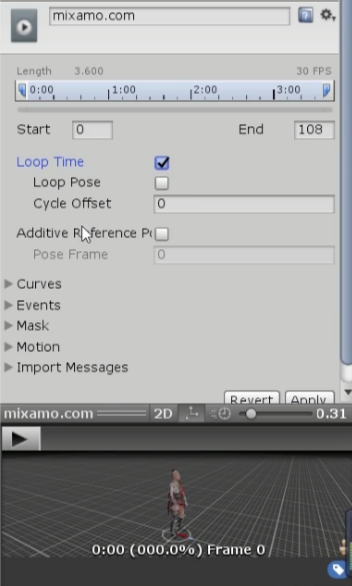 mixamo.com
Length 3.600 30 FPS
0:00 1:00 2:00 3:00
Start 0 End 108
Loop Time
Loop Pose
Cycle Offset 0
Additive Reference Po
Pose Frame 0
Curves
Events
Mask
Motion
Import Messages
Revert Apply
mixamo.com 2D 0.31
0:00 (000.0%) Frame 0